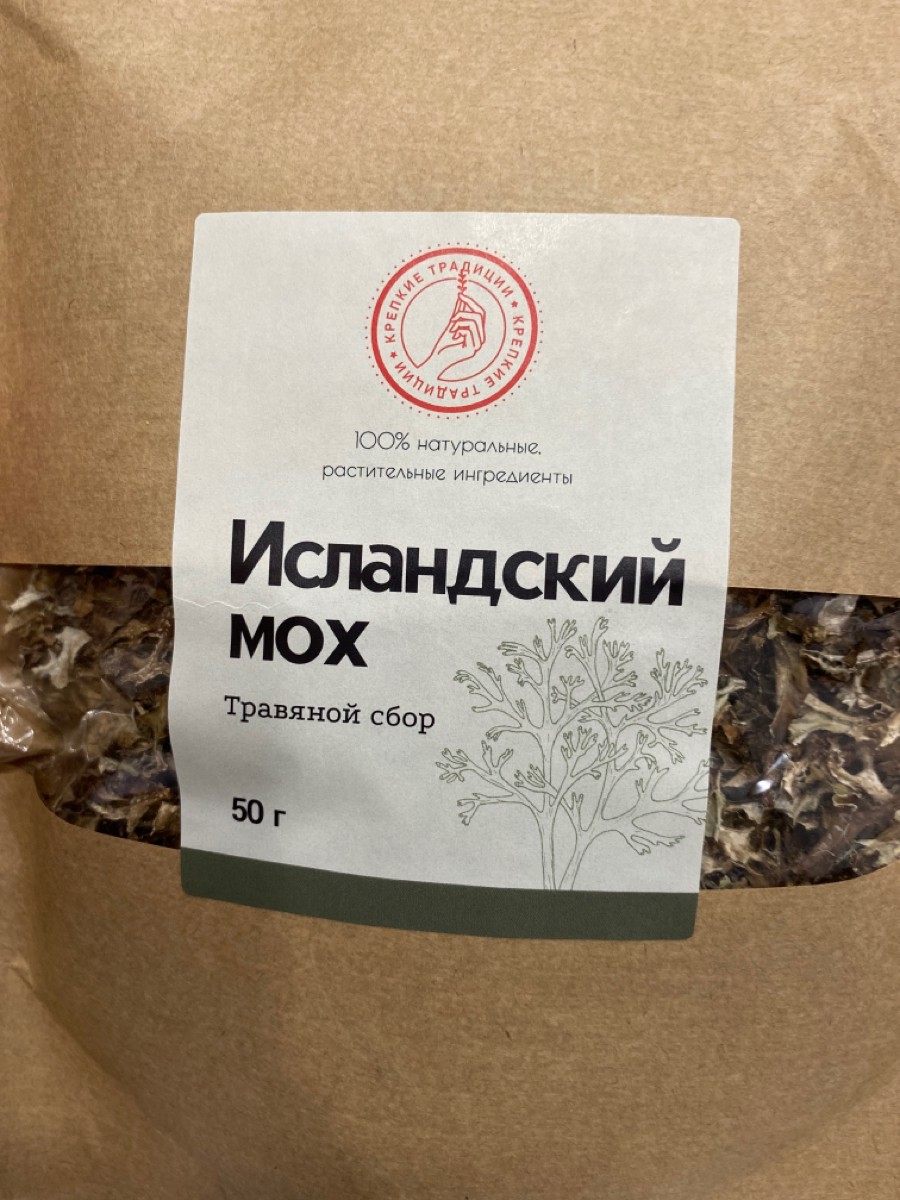 КРЕПКИЕ ТРАДИЦИИ ★ КРЕПКИЕ ТРАДИЦИИ ★
100% натуральные,
растительные ингредиенты
Исландский
мох
Травяной сбор
50 г